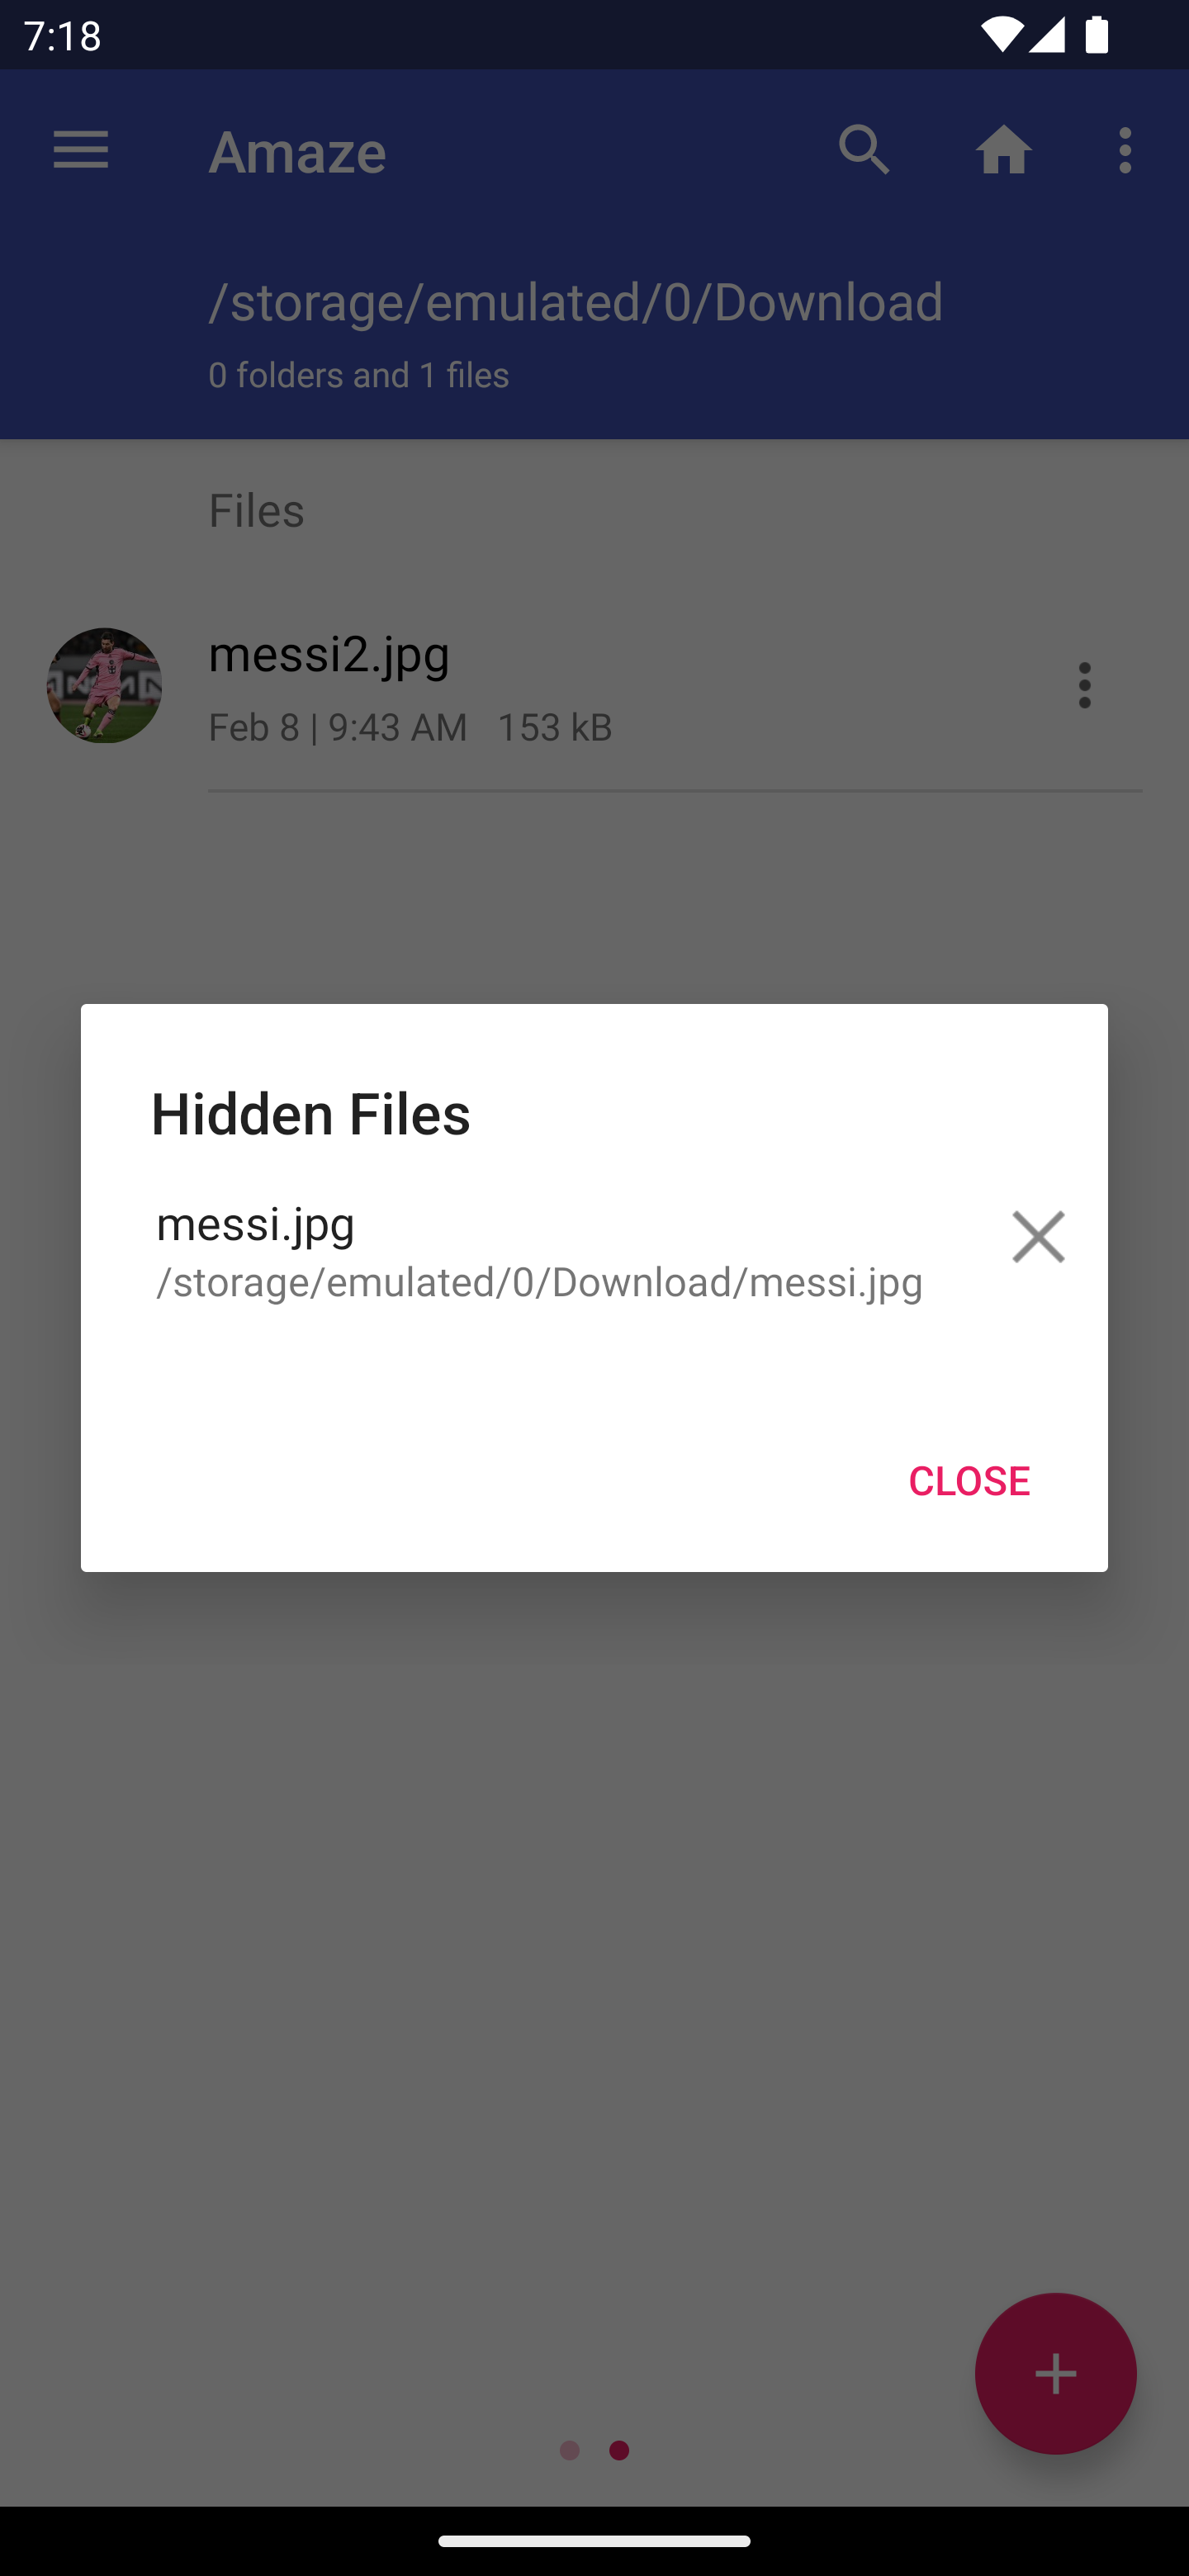 7:18
Amaze
/storage/emulated/0/Download
0 folders and 1 files
Files
messi2.jpg
Feb 8 | 9:43 AM 153 kB
Hidden Files
messi.jpg
/storage/emulated/0/Download/messi.jpg
CLOSE